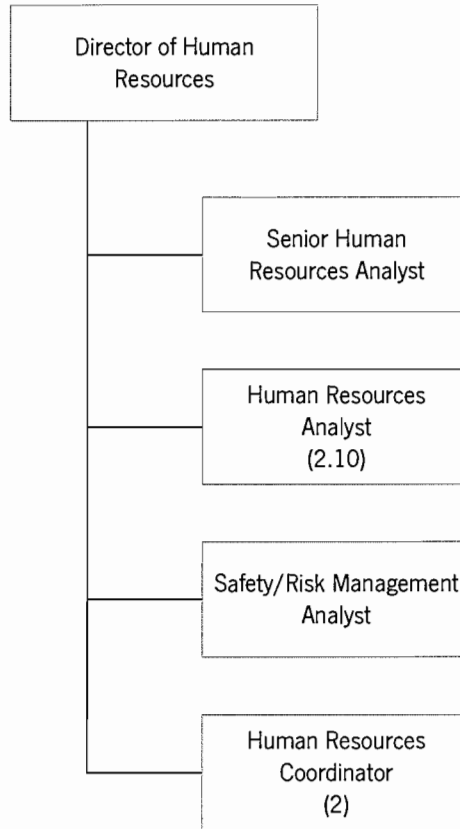 Director of Human
Resources
Senior Human
Resources Analyst
Human Resources
Analyst
(2.10)
Safety/Risk Management
Analyst
Human Resources
Coordinator
(2)